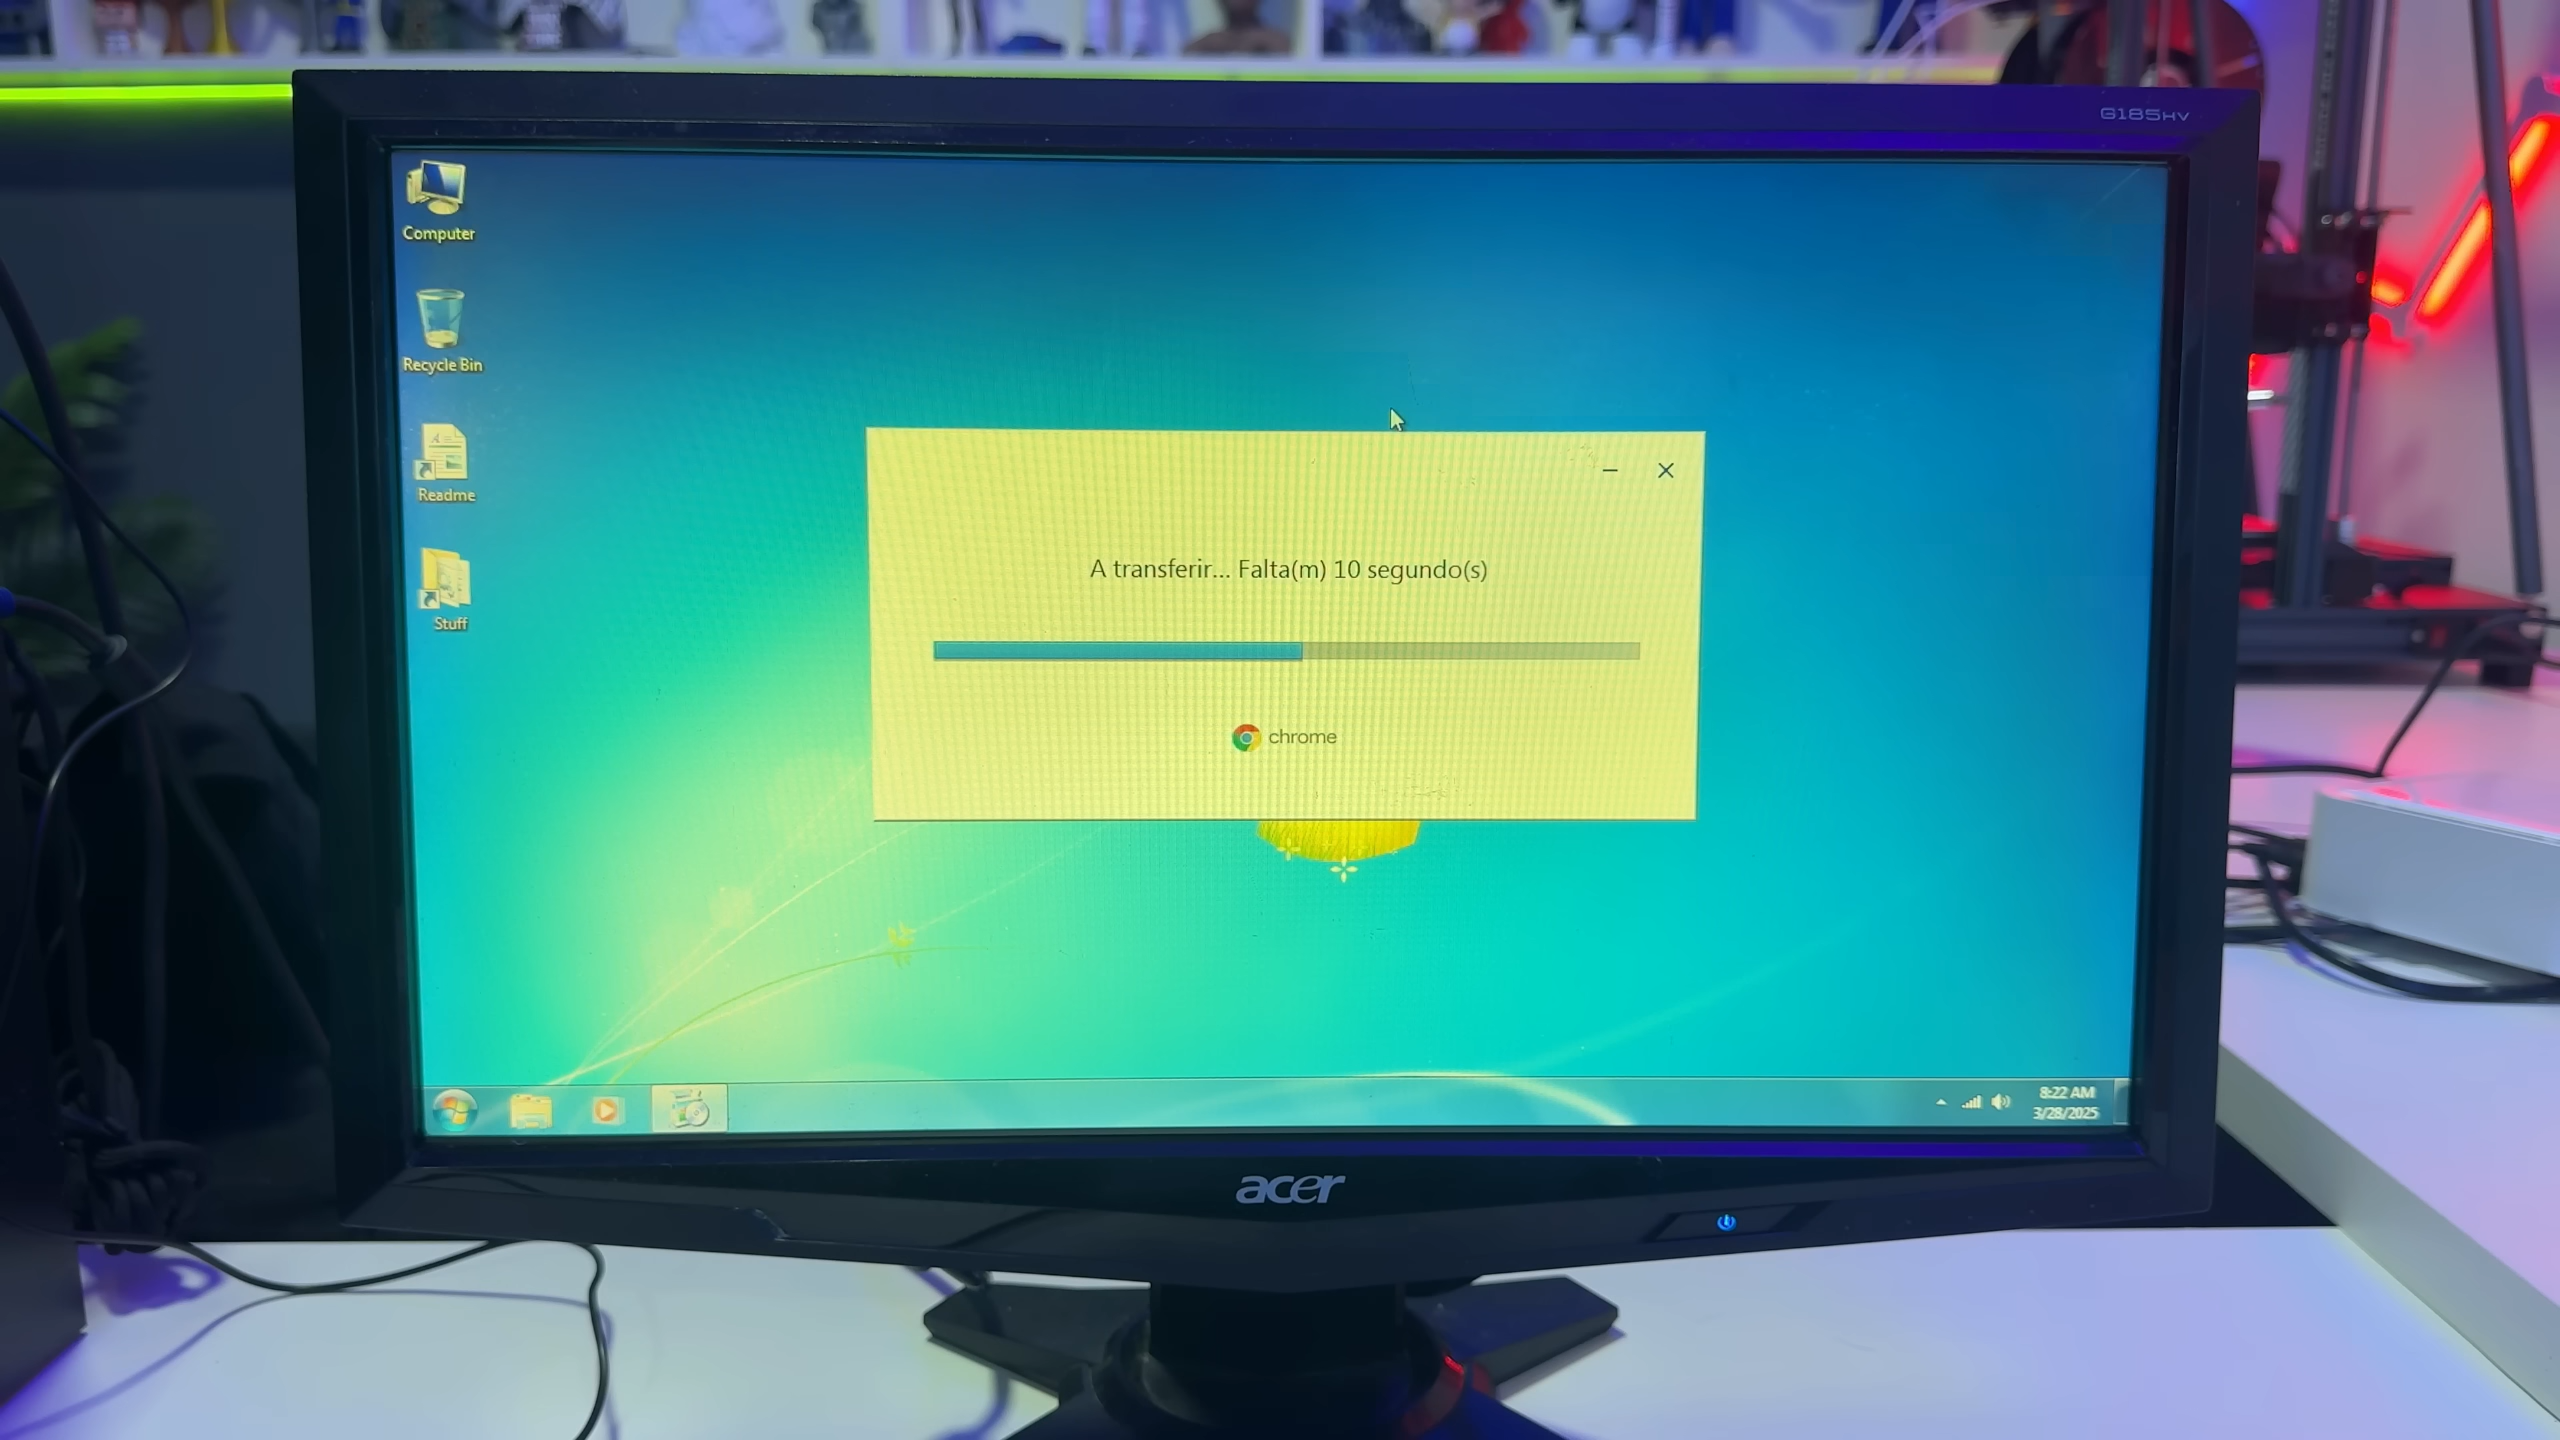 G185HV
Computer
Recycle Bin
Readme
Stuff
A transferir... Falta(m) 10 segundo(s)
chrome
8:22 AM
3/28/2025
acer